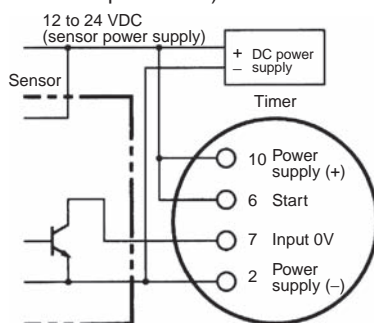 12 to 24 VDC
(sensor power supply)
+ DC power
– supply
Sensor
Timer
10 Power
supply (+)
6 Start
7 Input 0V
2 Power
supply (–)